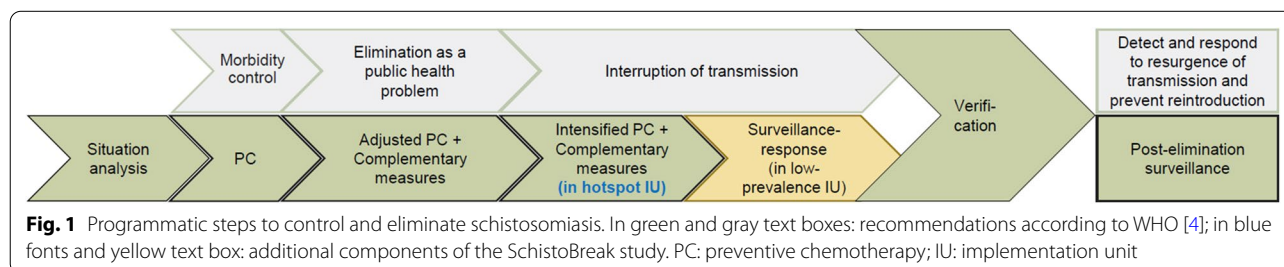 Morbidity
control
Elimination as a
public health
problem
Interruption of transmission
Verifi-
cation
Detect and respond
to resurgence of
transmission and
prevent reintroduction
Situation
analysis
PC
Adjusted PC +
Complementary
measures
Intensified PC +
Complementary
measures
(in hotspot IU)
Surveillance-
response
(in low-
prevalence IU)
Post-elimination
surveillance
Fig. 1 Programmatic steps to control and eliminate schistosomiasis. In green and gray text boxes: recommendations according to WHO [4]; in blue
fonts and yellow text box: additional components of the SchistoBreak study. PC: preventive chemotherapy; IU: implementation unit